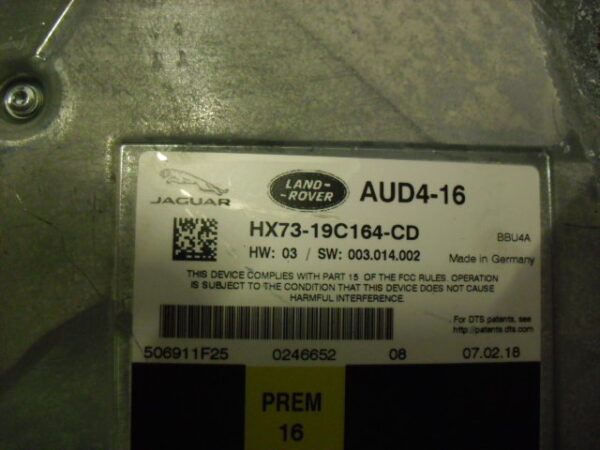 JAGUAR
LAND-
-ROVER
AUD4-16
HX73-19C164-CD
BBU4A
HW: 03 / SW: 003.014.002
Made in Germany
THIS DEVICE COMPLIES WITH PART 15 OF THE FCC RULES. OPERATION
IS SUBJECT TO THE CONDITION THAT THIS DEVICE DOES NOT CAUSE
HARMFUL INTERFERENCE.
For DTS patents, see
http://patents.dts.com
506911F25 0246652 08 07.02.18
PREM
16